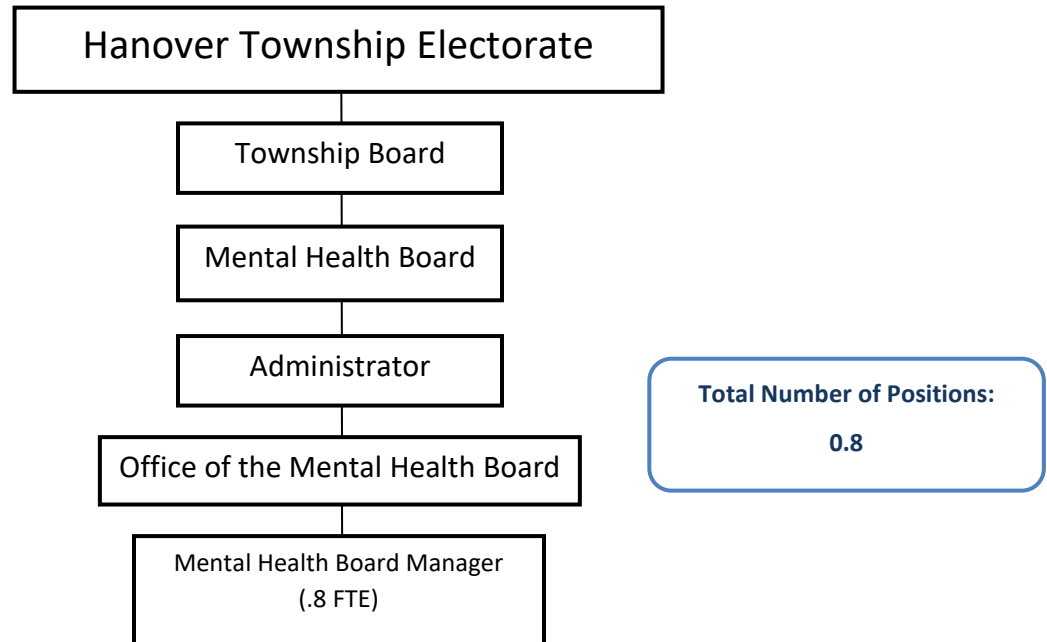 Hanover Township Electorate
Township Board
Mental Health Board
Administrator
Total Number of Positions:
0.8
Office of the Mental Health Board
Mental Health Board Manager
(.8 FTE)